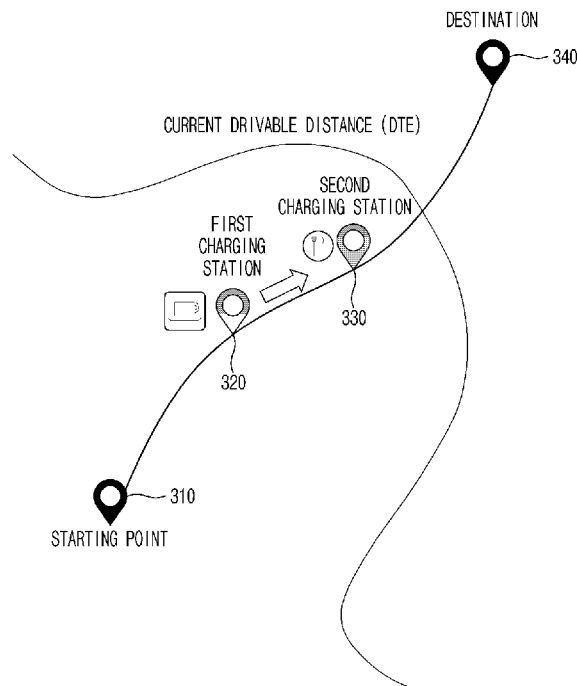 DESTINATION
340
CURRENT DRIVABLE DISTANCE (DTE)
SECOND
CHARGING STATION
FIRST
CHARGING
STATION
330
320
310
STARTING POINT